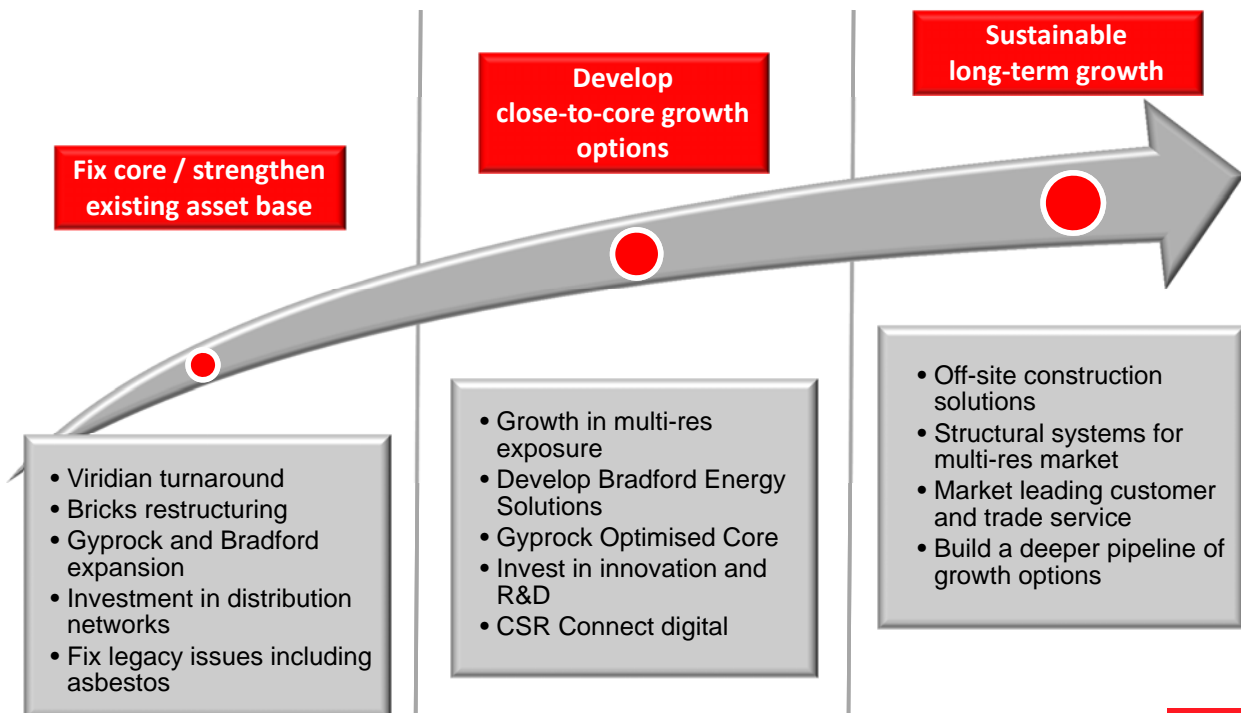 Fix core / strengthen
existing asset base
• Viridian turnaround
• Bricks restructuring
• Gyprock and Bradford
expansion
• Investment in distribution
networks
• Fix legacy issues including
asbestos
Develop
close-to-core growth
options
• Growth in multi-res
exposure
• Develop Bradford Energy
Solutions
• Gyprock Optimised Core
• Invest in innovation and
R&D
• CSR Connect digital
Sustainable
long-term growth
• Off-site construction
solutions
• Structural systems for
multi-res market
• Market leading customer
and trade service
• Build a deeper pipeline of
growth options